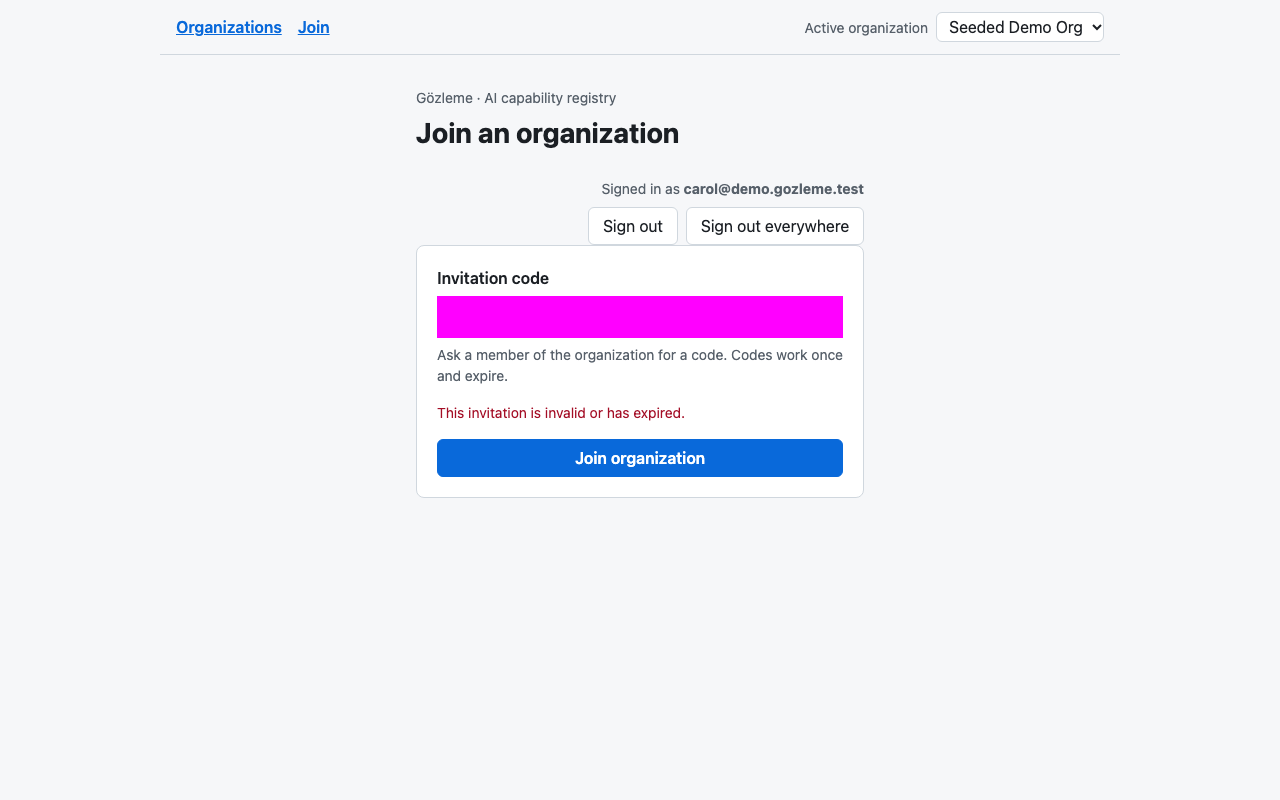 Organizations Join Active organization Seeded Demo Org
Gözleme · AI capability registry
Join an organization
Signed in as carol@demo.gozleme.test
Sign out Sign out everywhere
Invitation code
Ask a member of the organization for a code. Codes work once
and expire.
This invitation is invalid or has expired.
Join organization